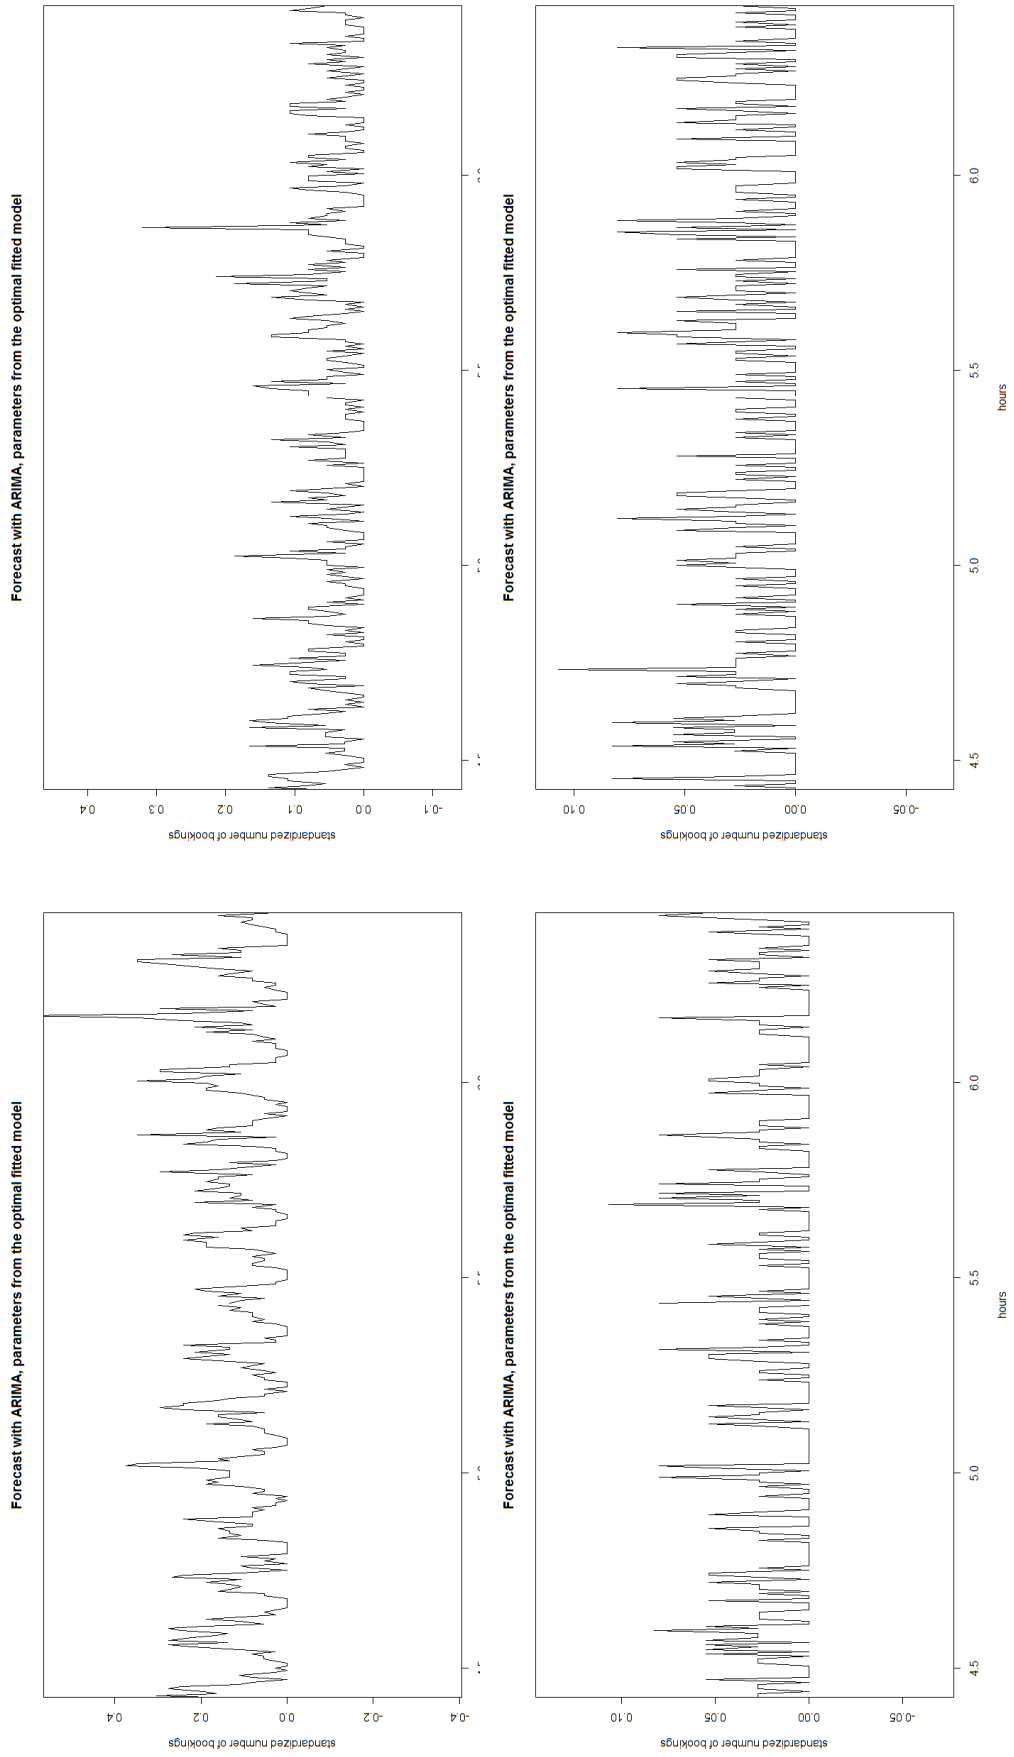 Forecast with ARIMA, parameters from the optimal fitted model
standardized number of bookings
0.4
0.2
0.0
-0.4
Forecast with ARIMA, parameters from the optimal fitted model
standardized number of bookings
0.4
0.3
0.2
0.1
0.0
-0.1
Forecast with ARIMA, parameters from the optimal fitted model
standardized number of bookings
0.10
0.05
0.00
-0.05
4.5 5.0 5.5 6.0
hours
Forecast with ARIMA, parameters from the optimal fitted model
standardized number of bookings
0.10
0.05
0.00
-0.05
4.5 5.0 5.5 6.0
hours